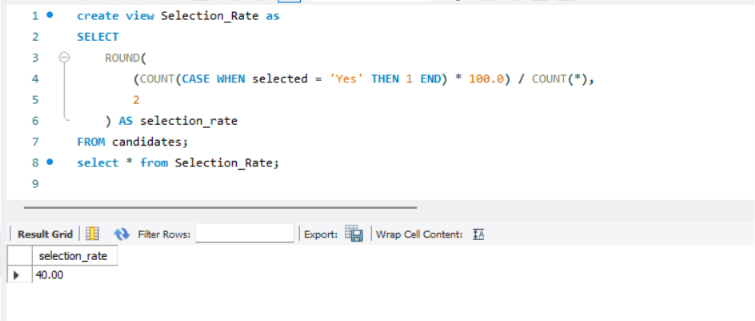 1 create view Selection_Rate as
2 SELECT
3 ROUND(
4 (COUNT(CASE WHEN selected = 'Yes' THEN 1 END) * 100.0) / COUNT(*),
5 2
6 ) AS selection_rate
7 FROM candidates;
8 select * from Selection_Rate;
9
Result Grid Filter Rows: Export: Wrap Cell Content:
selection_rate
40.00